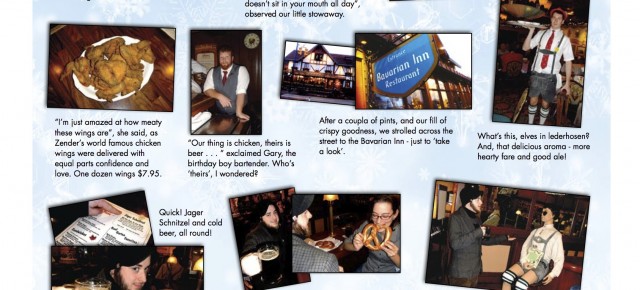 doesn't sit in your mouth all day",
observed our little stowaway.
"I'm just amazed at how meaty
these wings are", she said, as
Zender's world famous chicken
wings were delivered with
equal parts confidence and
love. One dozen wings $7.95.
"Our thing is chicken, theirs is
beer . . . " exclaimed Gary, the
birthday boy bartender. Who's
'theirs', I wondered?
Bavarian Inn
Restaurant
After a couple of pints, and our fill of
crispy goodness, we strolled across the
street to the Bavarian Inn - just to 'take
a look'.
What's this, elves in lederhosen?
And, that delicious aroma - more
hearty fare and good ale!
Quick! Jager
Schnitzel and cold
beer, all round!